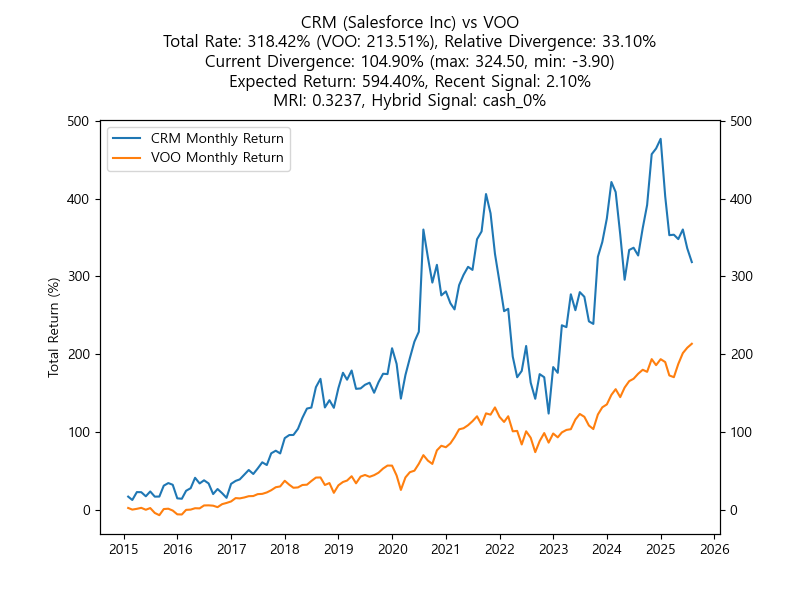 CRM (Salesforce Inc) vs VOO
Total Rate: 318.42% (VOO: 213.51%), Relative Divergence: 33.10%
Current Divergence: 104.90% (max: 324.50, min: -3.90)
Expected Return: 594.40%, Recent Signal: 2.10%
MRI: 0.3237, Hybrid Signal: cash_0%
CRM Monthly Return
VOO Monthly Return
Total Return (%)
500 500
400 400
300 300
200 200
100 100
0 0
2015 2016 2017 2018 2019 2020 2021 2022 2023 2024 2025 2026